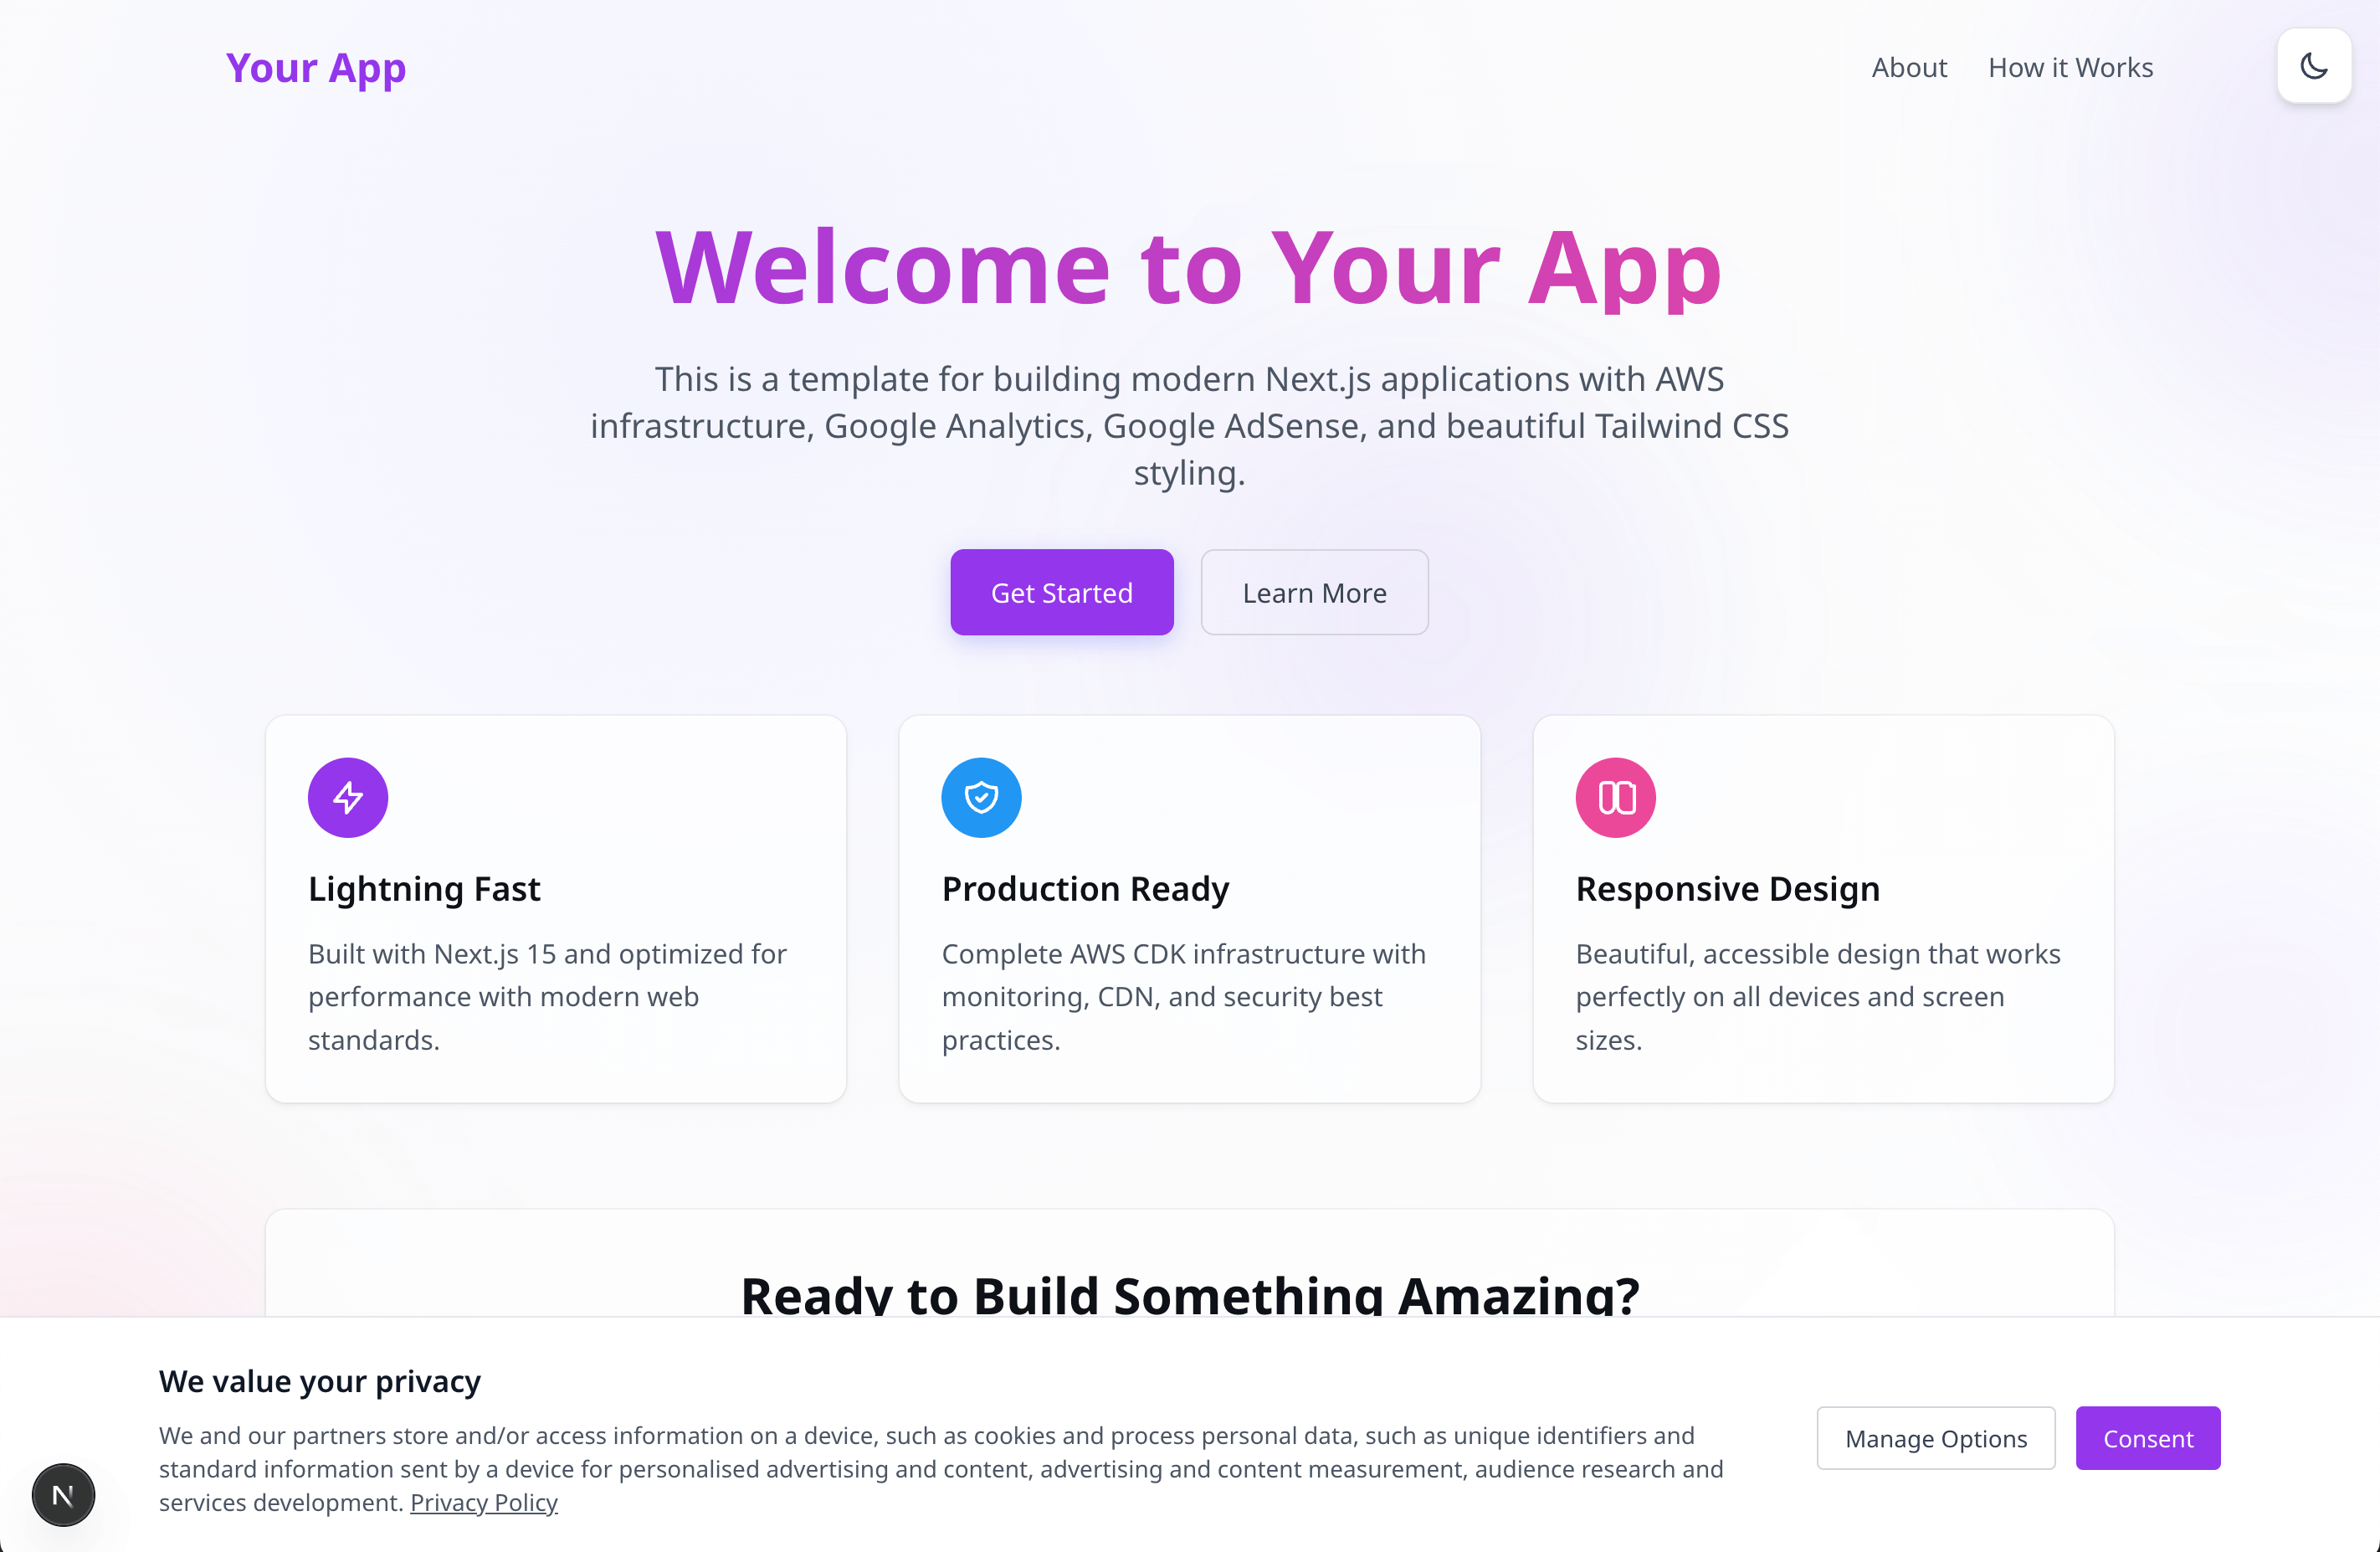 Your App
About
How it Works
Welcome to Your App
This is a template for building modern Next.js applications with AWS
infrastructure, Google Analytics, Google AdSense, and beautiful Tailwind CSS
styling.
Get Started
Learn More
Lightning Fast
Built with Next.js 15 and optimized for
performance with modern web
standards.
Production Ready
Complete AWS CDK infrastructure with
monitoring, CDN, and security best
practices.
Responsive Design
Beautiful, accessible design that works
perfectly on all devices and screen
sizes.
Ready to Build Something Amazing?
We value your privacy
We and our partners store and/or access information on a device, such as cookies and process personal data, such as unique identifiers and
standard information sent by a device for personalised advertising and content, advertising and content measurement, audience research and
services development. Privacy Policy
Manage Options
Consent
N